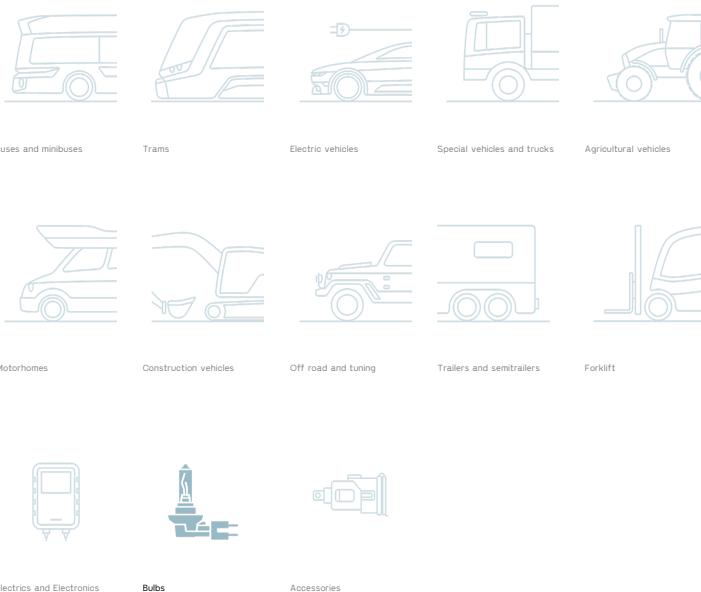 uses and minibuses
Trams
Electric vehicles
Special vehicles and trucks
Agricultural vehicles
Motorhomes
Construction vehicles
Off road and tuning
Trailers and semitrailers
Forklift
lectrics and Electronics
Bulbs
Accessories